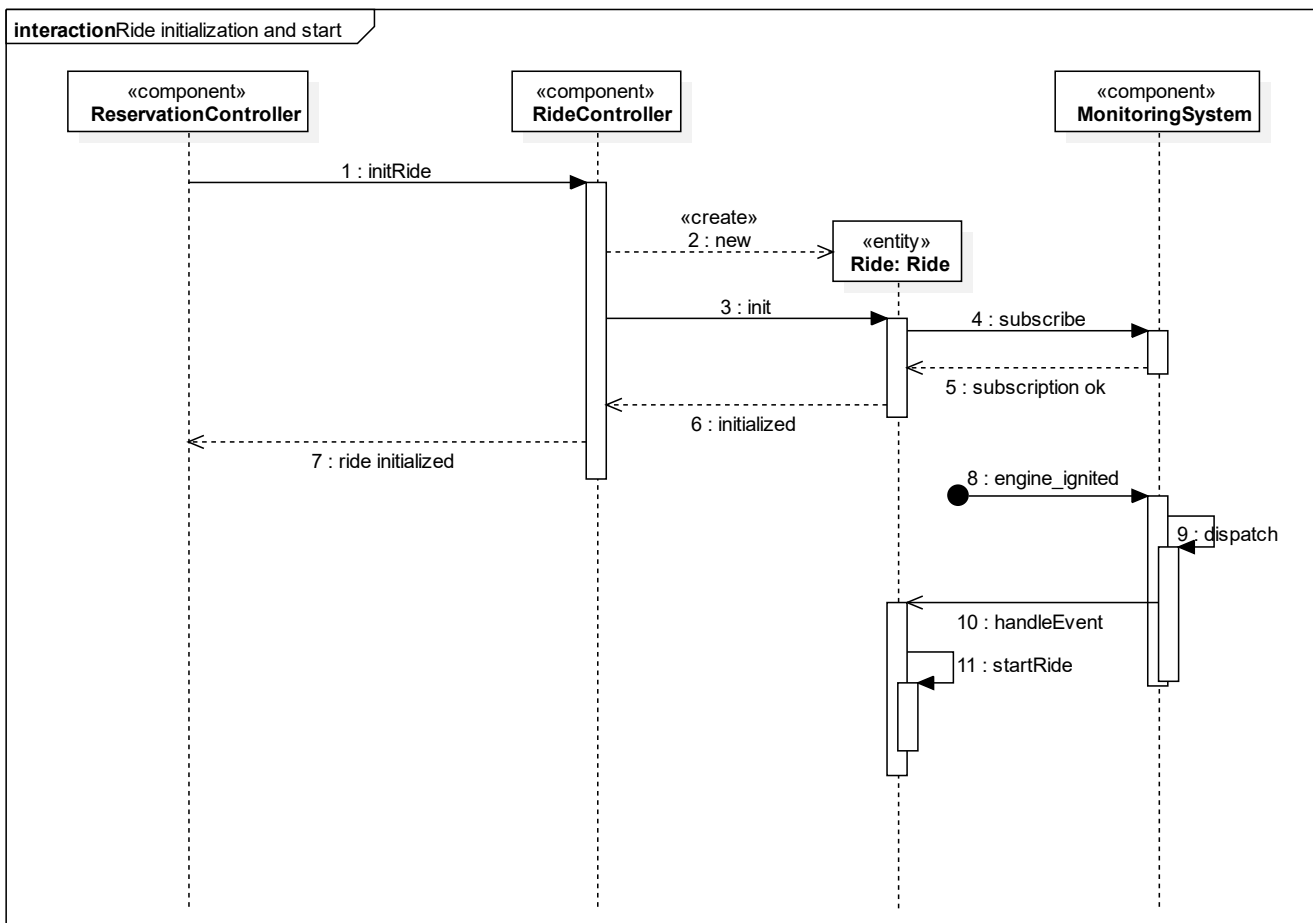 interactionRide initialization and start
«component»
ReservationController
«component»
RideController
«component»
MonitoringSystem
1 : initRide
«create»
2 : new
«entity»
Ride: Ride
3 : init
4 : subscribe
5 : subscription ok
6 : initialized
7 : ride initialized
8 : engine_ignited
9 : dispatch
10 : handleEvent
11 : startRide